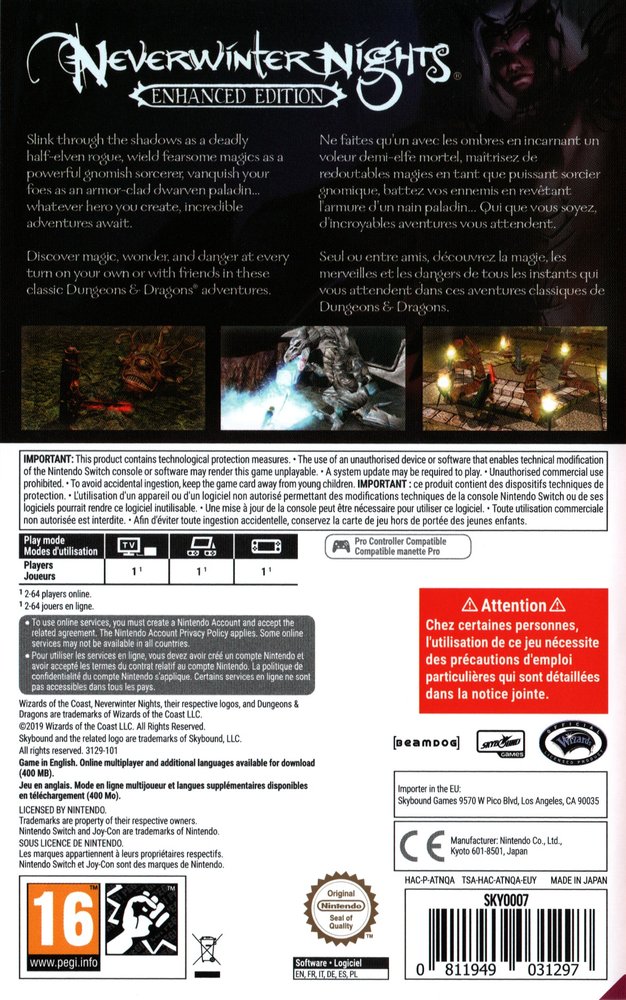 Neverwinter Nights®
ENHANCED EDITION
Slink through the shadows as a deadly
half-elven rogue, wield fearsome magics as a
powerful gnomish sorcerer, vanquish your
foes as an armor-clad dwarven paladin...
whatever hero you create, incredible
adventures await.
Discover magic, wonder, and danger at every
turn on your own or with friends in these
classic Dungeons & Dragons® adventures.
Ne faites qu'un avec les ombres en incarnant un
voleur demi-elfe mortel, maitrisez de
redoutables magies en tant que puissant sorcier
gnomique, battez vos ennemis en revêtant
l'armure d'un nain paladin... Qui que vous soyez,
d'incroyables aventures vous attendent.
Seul ou entre amis, découvrez la magie, les
merveilles et les dangers de tous les instants qui
vous attendent dans ces aventures classiques de
Dungeons & Dragons.
IMPORTANT: This product contains technological protection measures. • The use of an unauthorised device or software that enables technical modification
of the Nintendo Switch console or software may render this game unplayable. • A system update may be required to play. • Unauthorised commercial use
prohibited. • To avoid accidental ingestion, keep the game card away from young children. IMPORTANT : ce produit contient des dispositifs techniques de
protection. • L'utilisation d'un appareil ou d'un logiciel non autorisé permettant des modifications techniques de la console Nintendo Switch ou de ses
logiciels pourrait rendre ce logiciel inutilisable. • Une mise à jour de la console peut être nécessaire pour utiliser ce logiciel. • Toute utilisation commerciale
non autorisée est interdite. • Afin d'éviter toute ingestion accidentelle, conservez la carte de jeu hors de portée des jeunes enfants.
Play mode
Modes d'utilisation
TV
Players
Joueurs
1¹ 1¹ 1¹
Pro Controller Compatible
Compatible manette Pro
¹ 2-64 players online.
¹ 2-64 jouers en ligne.
• To use online services, you must create a Nintendo Account and accept the
related agreement. The Nintendo Account Privacy Policy applies. Some online
services may not be available in all countries.
• Pour utiliser les services en ligne, vous devez avoir créé un compte Nintendo et
avoir accepté les termes du contrat relatif au compte Nintendo. La politique de
confidentialité du compte Nintendo s'applique. Certains services en ligne ne sont
pas accessibles dans tous les pays.
⚠ Attention ⚠
Chez certaines personnes,
l'utilisation de ce jeu nécessite
des précautions d'emploi
particulières qui sont détaillées
dans la notice jointe.
Wizards of the Coast, Neverwinter Nights, their respective logos, and Dungeons &
Dragons are trademarks of Wizards of the Coast LLC.
©2019 Wizards of the Coast LLC. All Rights Reserved.
Skybound and the related logo are trademarks of Skybound, LLC.
All rights reserved. 3129-101
Game in English. Online multiplayer and additional languages available for download
(400 MB).
Jeu en anglais. Mode en ligne multijoueur et langues supplémentaires disponibles
en téléchargement (400 Mo).
LICENSED BY NINTENDO.
Trademarks are property of their respective owners.
Nintendo Switch and Joy-Con are trademarks of Nintendo.
SOUS LICENCE DE NINTENDO.
Les marques appartiennent à leurs propriétaires respectifs.
Nintendo Switch et Joy-Con sont des marques de Nintendo.
BEAMDOG
SKYBOUND
GAMES
OFFICIAL
Wizards
LICENSED PRODUCT
Importer in the EU:
Skybound Games 9570 W Pico Blvd, Los Angeles, CA 90035
CE
Manufacturer: Nintendo Co., Ltd.,
Kyoto 601-8501, Japan
HAC-P-ATNQA TSA-HAC-ATNQA-EUY MADE IN JAPAN
16
www.pegi.info
Original
Nintendo
Seal of
Quality
Software • Logiciel
EN, FR, IT, DE, ES, PL
SKY0007
0 811949 031297